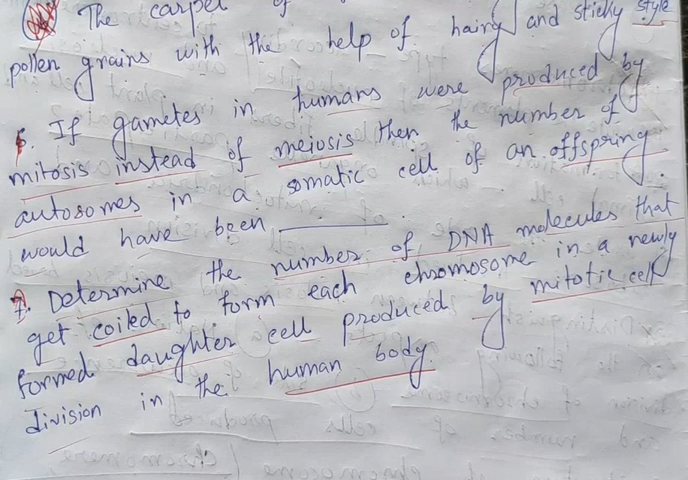 The carpel of
pollen grains with the help of hairy and sticky style
6. If gametes in humans were produced by
mitosis instead of meiosis then the number of
autosomes in a somatic cell of an offspring
would have been ________.
7. Determine the number of DNA molecules that
get coiled to form each chromosome in a newly
formed daughter cell produced by mitotic cell
division in the human body